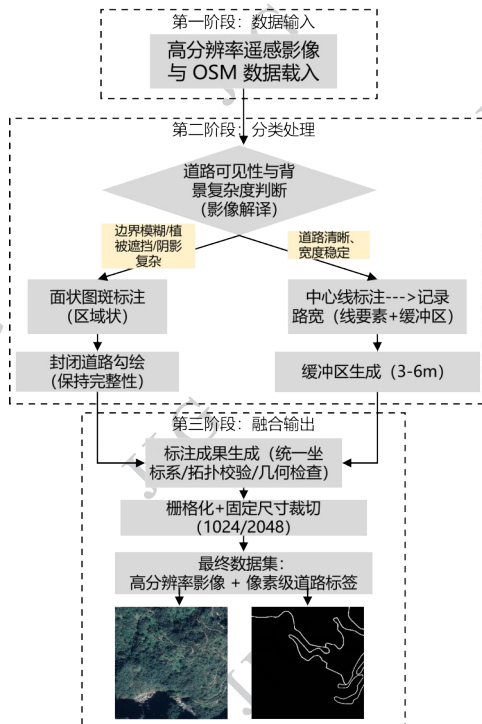 第一阶段：数据输入
高分辨率遥感影像
与 OSM 数据载入
第二阶段：分类处理
道路可见性与背
景复杂度判断
(影像解译)
边界模糊/植
被遮挡/阴影
复杂
道路清晰、
宽度稳定
面状图斑标注
（区域状）
中心线标注--->记录
路宽（线要素+缓冲区）
封闭道路勾绘
（保持完整性）
缓冲区生成（3-6m）
第三阶段：融合输出
标注成果生成（统一坐
标系/拓扑校验/几何检查）
栅格化+固定尺寸裁切
（1024/2048）
最终数据集：
高分辨率影像 + 像素级道路标签